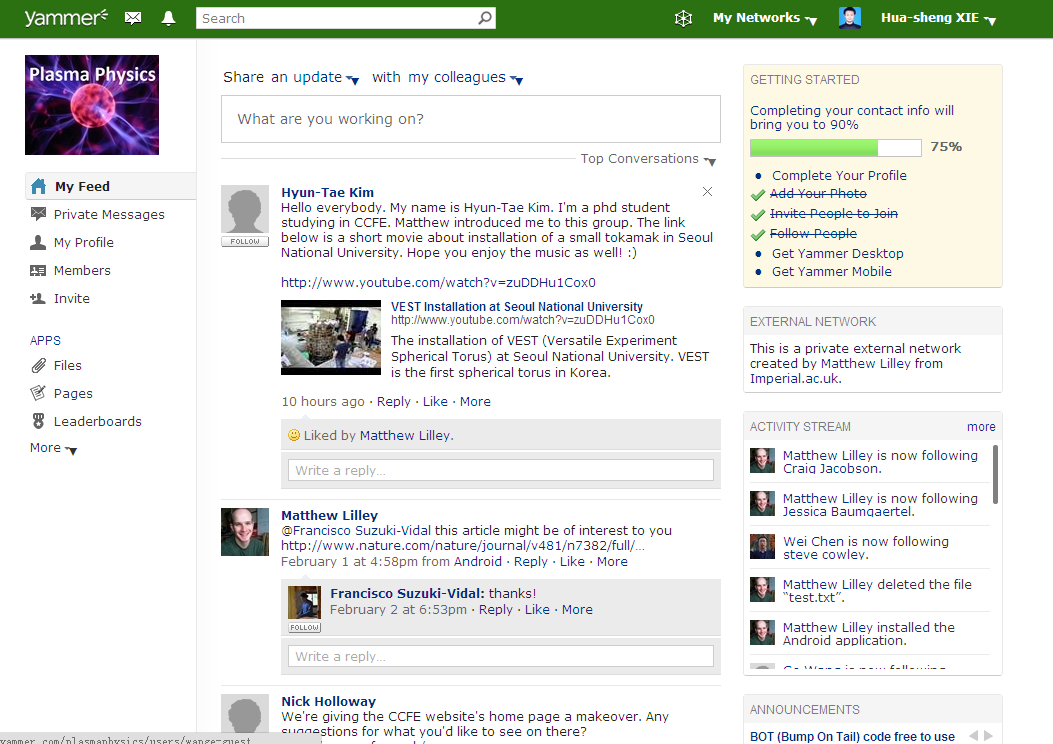 yammer
Search
My Networks
Hua-sheng XIE
Plasma Physics
My Feed
Private Messages
My Profile
Members
Invite
APPS
Files
Pages
Leaderboards
More
Share an update with my colleagues
What are you working on?
Top Conversations
Hyun-Tae Kim
Hello everybody. My name is Hyun-Tae Kim. I'm a phd student
studying in CCFE. Matthew introduced me to this group. The link
below is a short movie about installation of a small tokamak in Seoul
National University. Hope you enjoy the music as well! :)
FOLLOW
http://www.youtube.com/watch?v=zuDDHu1Cox0
VEST Installation at Seoul National University
http://www.youtube.com/watch?v=zuDDHu1Cox0
The installation of VEST (Versatile Experiment
Spherical Torus) at Seoul National University. VEST
is the first spherical torus in Korea.
10 hours ago · Reply · Like · More
Liked by Matthew Lilley.
Write a reply...
Matthew Lilley
@Francisco Suzuki-Vidal this article might be of interest to you
http://www.nature.com/nature/journal/v481/n7382/full/...
February 1 at 4:58pm from Android · Reply · Like · More
Francisco Suzuki-Vidal: thanks!
February 2 at 6:53pm · Reply · Like · More
FOLLOW
Write a reply...
Nick Holloway
We're giving the CCFE website's home page a makeover. Any
suggestions for what you'd like to see on there?
yammer.com/plasmaphysics/users/wange-guest
GETTING STARTED
Completing your contact info will
bring you to 90%
75%
Complete Your Profile
Add Your Photo
Invite People to Join
Follow People
Get Yammer Desktop
Get Yammer Mobile
EXTERNAL NETWORK
This is a private external network
created by Matthew Lilley from
Imperial.ac.uk.
ACTIVITY STREAM more
Matthew Lilley is now following
Craig Jacobson.
Matthew Lilley is now following
Jessica Baumgaertel.
Wei Chen is now following
steve cowley.
Matthew Lilley deleted the file
“test.txt”.
Matthew Lilley installed the
Android application.
is now following
ANNOUNCEMENTS
BOT (Bump On Tail) code free to use